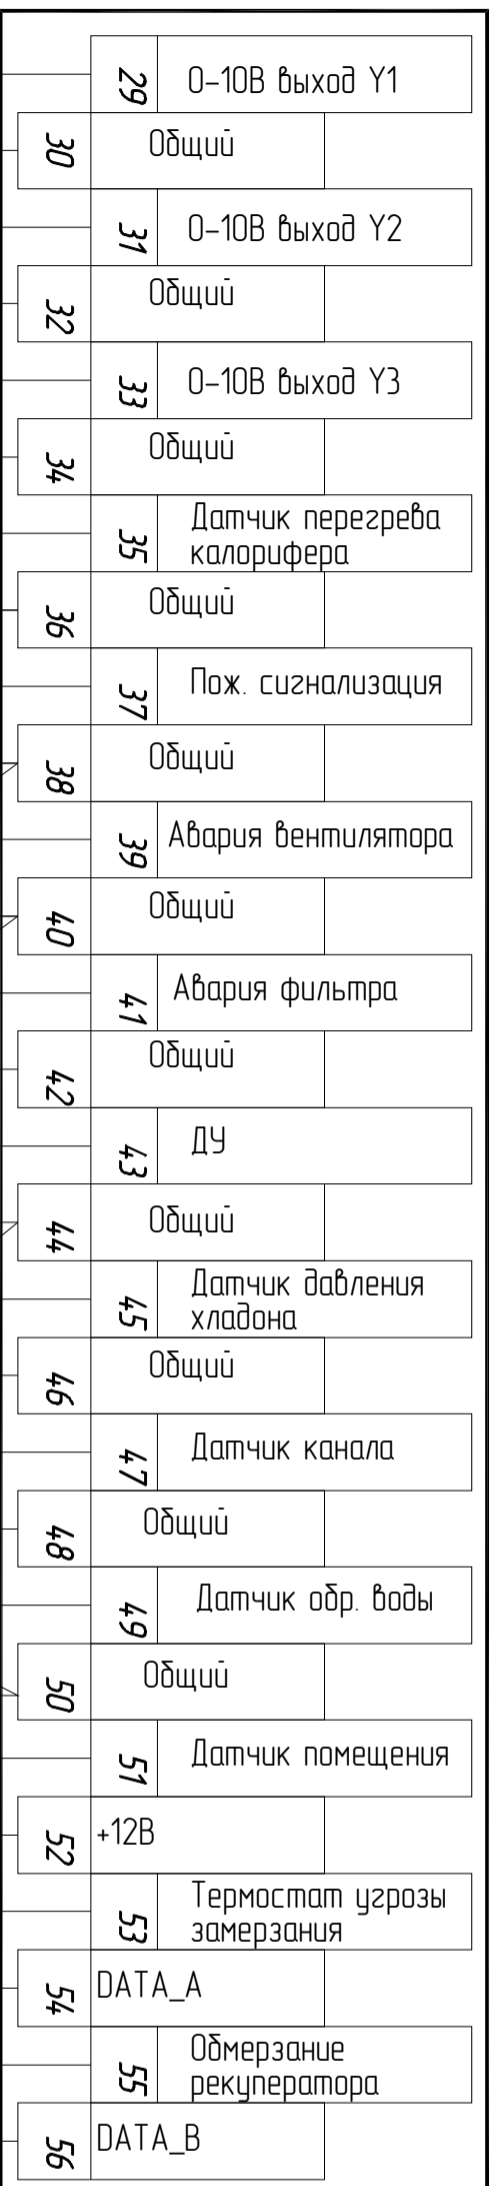 29 0-10В выход Y1
30 Общий
31 0-10В выход Y2
32 Общий
33 0-10В выход Y3
34 Общий
35 Датчик перегрева
калорифера
36 Общий
37 Пож. сигнализация
38 Общий
39 Авария вентилятора
40 Общий
41 Авария фильтра
42 Общий
43 ДУ
44 Общий
45 Датчик давления
хладона
46 Общий
47 Датчик канала
48 Общий
49 Датчик обр. воды
50 Общий
51 Датчик помещения
52 +12В
53 Термостат угрозы
замерзания
54 DATA_A
55 Обмерзание
рекуператора
56 DATA_B